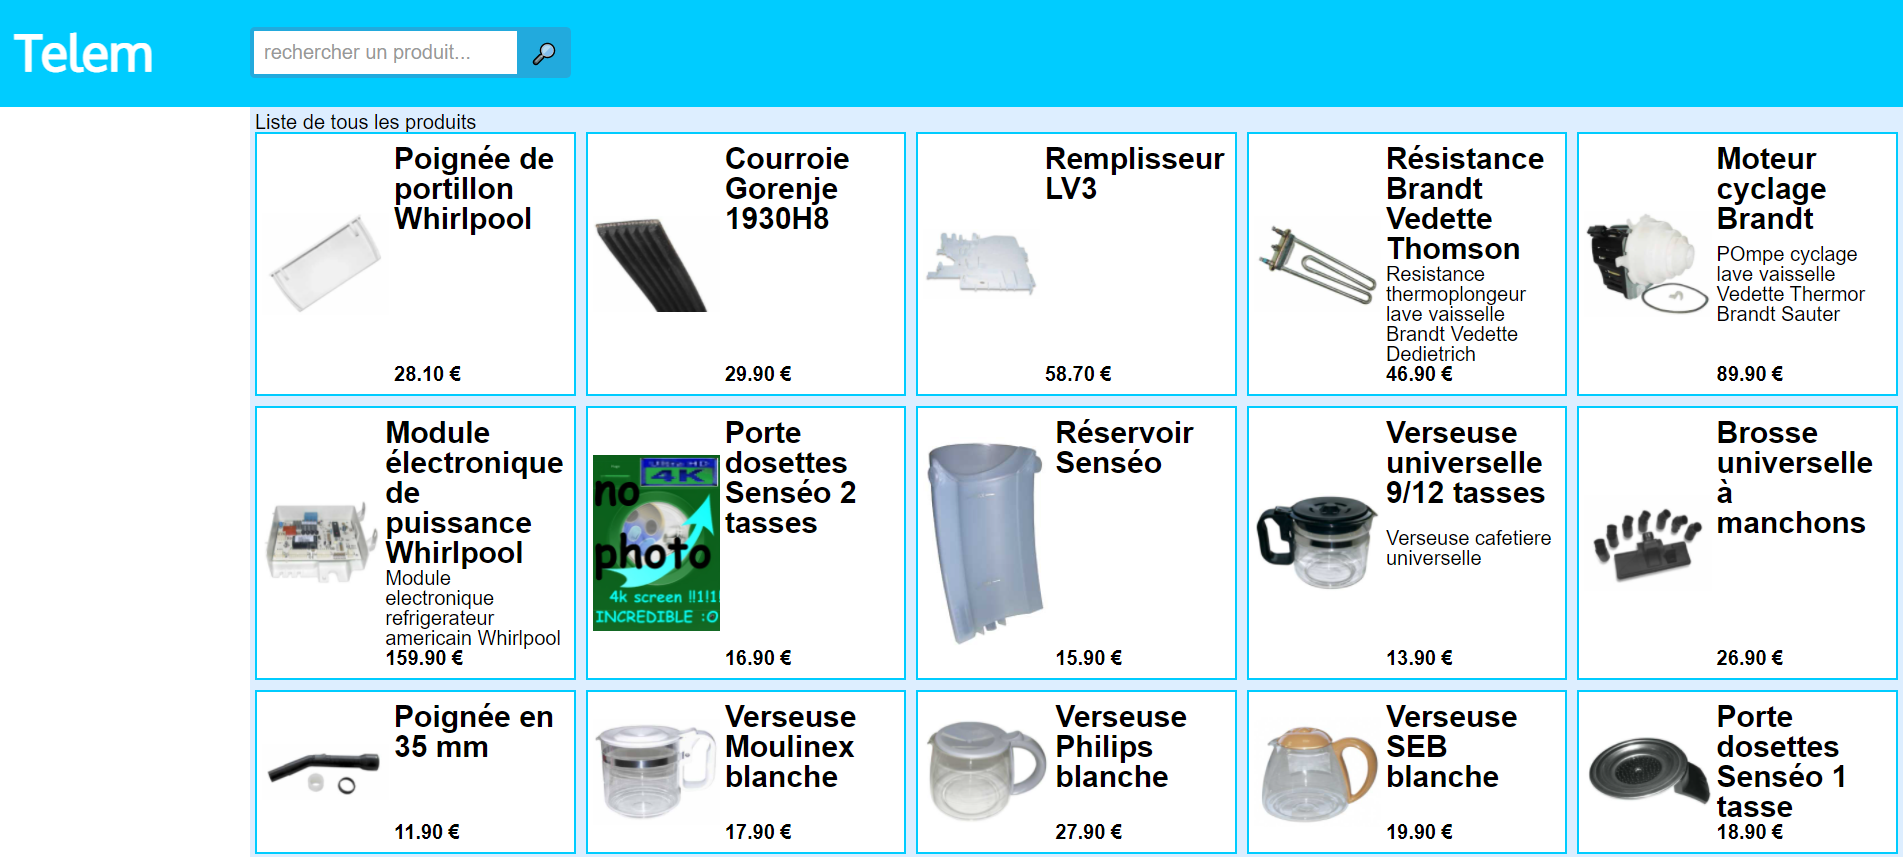 Telem
rechercher un produit...
Liste de tous les produits
Poignée de
portillon
Whirlpool
28.10 €
Courroie
Gorenje
1930H8
29.90 €
Remplisseur
LV3
58.70 €
Résistance
Brandt
Vedette
Thomson
Resistance
thermoplongeur
lave vaisselle
Brandt Vedette
Dedietrich
46.90 €
Moteur
cyclage
Brandt
POmpe cyclage
lave vaisselle
Vedette Thermor
Brandt Sauter
89.90 €
Module
électronique
de
puissance
Whirlpool
Module
electronique
refrigerateur
americain Whirlpool
159.90 €
Ultra HD
4K
no
photo
4k screen !!1!1
INCREDIBLE :O
Porte
dosettes
Senséo 2
tasses
16.90 €
Réservoir
Senséo
15.90 €
Verseuse
universelle
9/12 tasses
Verseuse cafetiere
universelle
13.90 €
Brosse
universelle
à
manchons
26.90 €
Poignée en
35 mm
11.90 €
Verseuse
Moulinex
blanche
17.90 €
Verseuse
Philips
blanche
27.90 €
Verseuse
SEB
blanche
19.90 €
Porte
dosettes
Senséo 1
tasse
18.90 €